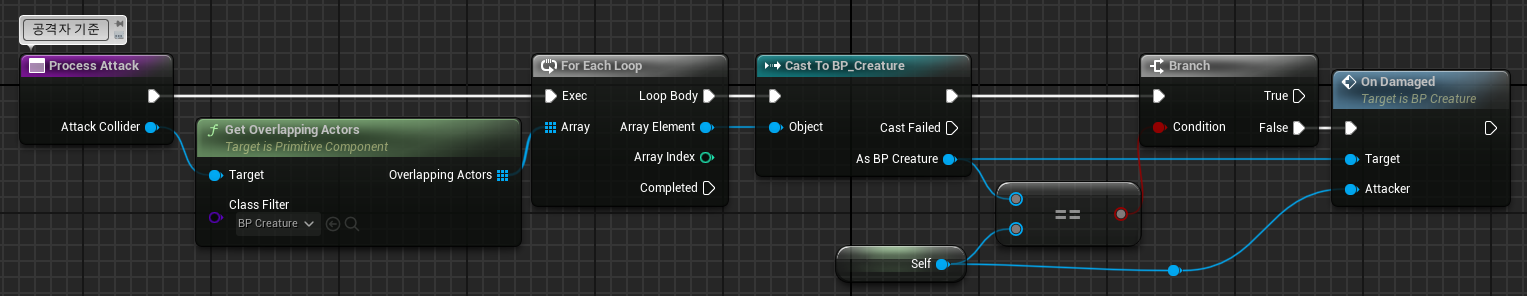 공격자 기준
Process Attack
Attack Collider
f Get Overlapping Actors
Target is Primitive Component
Target
Overlapping Actors
Class Filter
BP Creature
For Each Loop
Exec
Loop Body
Array
Array Element
Array Index
Completed
Cast To BP_Creature
Object
Cast Failed
As BP Creature
==
Self
Branch
True
Condition
False
On Damaged
Target is BP Creature
Target
Attacker